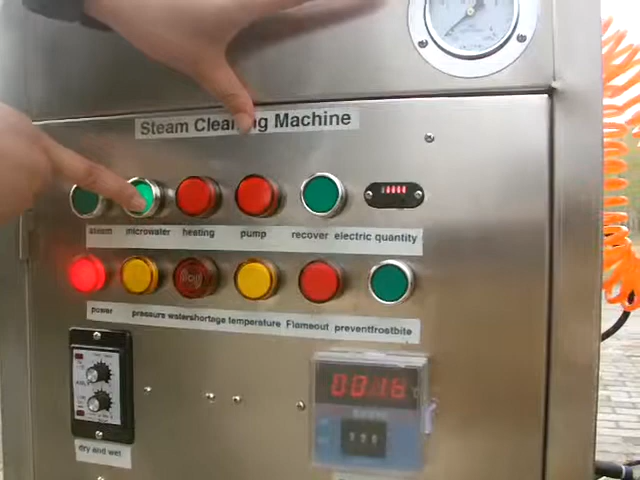 Steam Cleaning Machine
steam microwater heating pump recover electric quantity
power pressure watershortage temperature Flameout preventfrostbite
0016
dry and wet